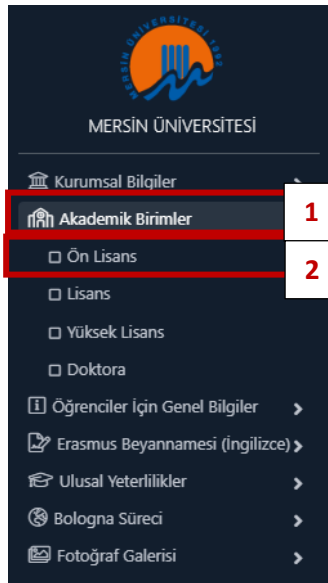 MERSİN ÜNİVERSİTESİ 1992
MERSİN ÜNİVERSİTESİ
Kurumsal Bilgiler
Akademik Birimler 1
Ön Lisans 2
Lisans
Yüksek Lisans
Doktora
Öğrenciler İçin Genel Bilgiler
Erasmus Beyannamesi (İngilizce)
Ulusal Yeterlilikler
Bologna Süreci
Fotoğraf Galerisi